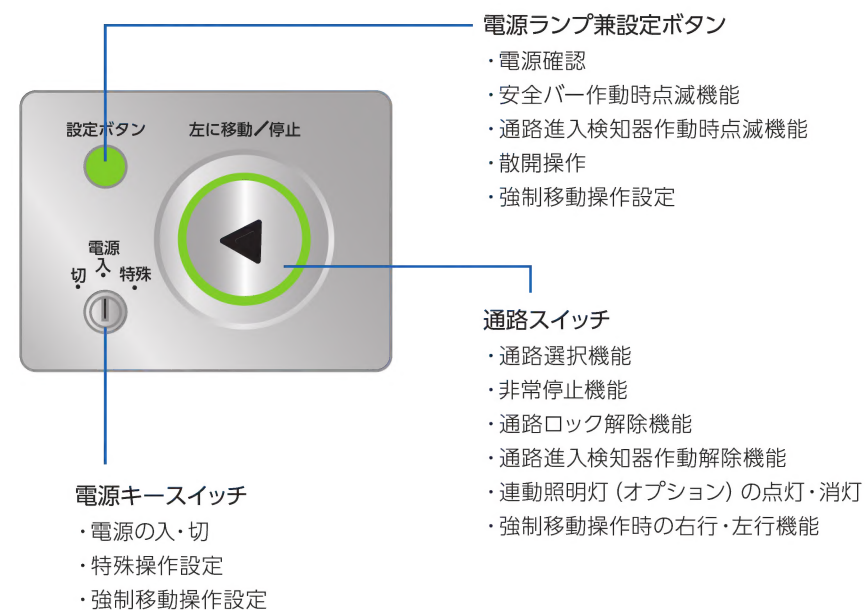 電源ランプ兼設定ボタン
・電源確認
・安全バー作動時点滅機能
・通路進入検知器作動時点滅機能
・散開操作
・強制移動操作設定
設定ボタン
左に移動／停止
電源
切 入 特殊
通路スイッチ
・通路選択機能
・非常停止機能
・通路ロック解除機能
・通路進入検知器作動解除機能
・連動照明灯（オプション）の点灯・消灯
・強制移動操作時の右行・左行機能
電源キースイッチ
・電源の入・切
・特殊操作設定
・強制移動操作設定